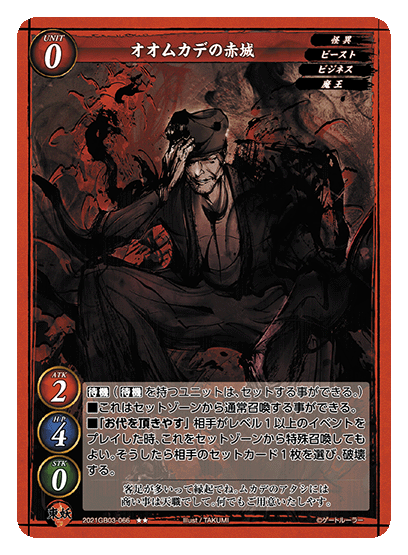 UNIT
0
オオムカデの赤城
怪異
ビースト
ビジネス
魔王
ATK
2
H·P
4
STK
0
東妖
待機(待機を持つユニットは、セットする事ができる。)
■これはセットゾーンから通常召喚する事ができる。
■「お代を頂きやす」相手がレベル1以上のイベントを
プレイした時、これをセットゾーンから特殊召喚しても
よい。そうしたら相手のセットカード1枚を選び、破壊
する。
客足が多いって縁起でね。ムカデのアタシには
商い事は天職でして。何でもご用意いたしやす。
2021GB03-066 ★★ Illust / TAKUMI ©ゲートルーラー